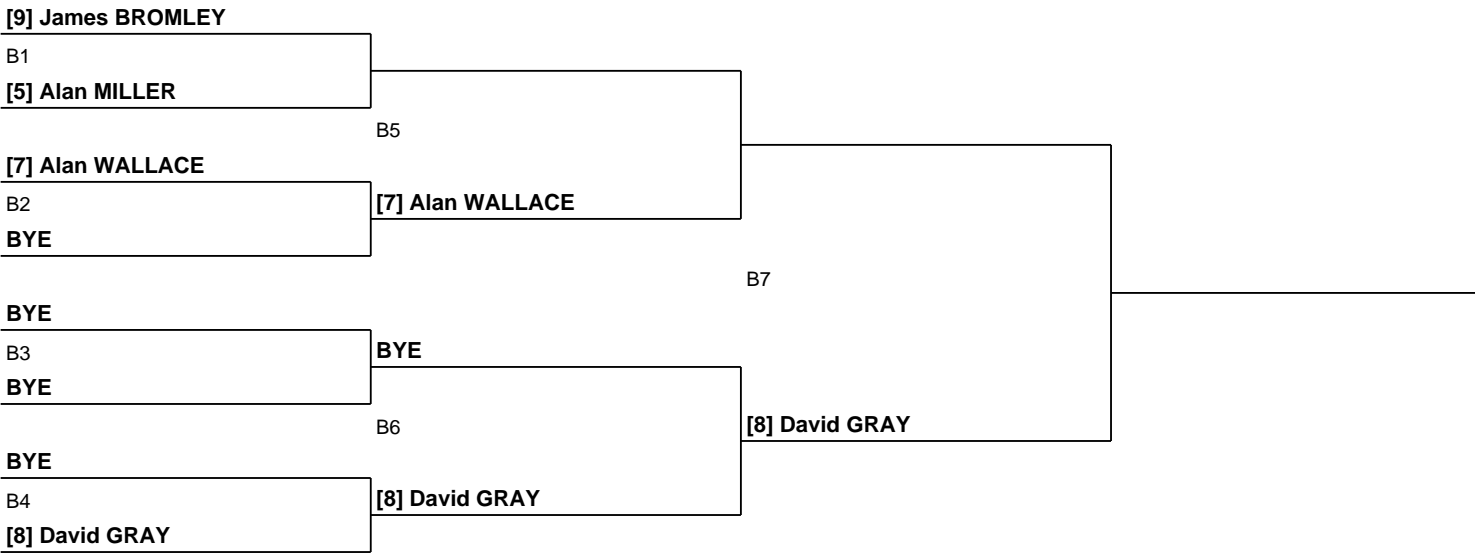 [9] James BROMLEY
B1
[5] Alan MILLER
B5
[7] Alan WALLACE
B2
[7] Alan WALLACE
BYE
B7
BYE
B3
BYE
BYE
B6
[8] David GRAY
BYE
B4
[8] David GRAY
[8] David GRAY